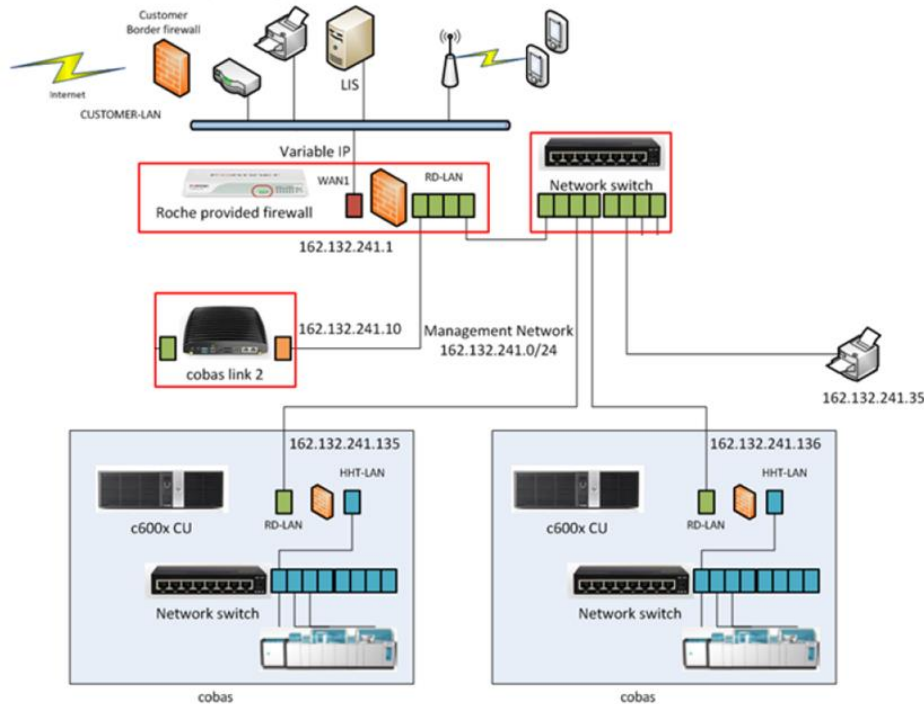 Customer
Border firewall
Internet
CUSTOMER-LAN
LIS
Variable IP
WAN1
RD-LAN
Roche provided firewall
162.132.241.1
Network switch
162.132.241.10
cobas link 2
Management Network
162.132.241.0/24
162.132.241.35
162.132.241.135
HHT-LAN
c600x CU
RD-LAN
Network switch
cobas
162.132.241.136
HHT-LAN
c600x CU
RD-LAN
Network switch
cobas